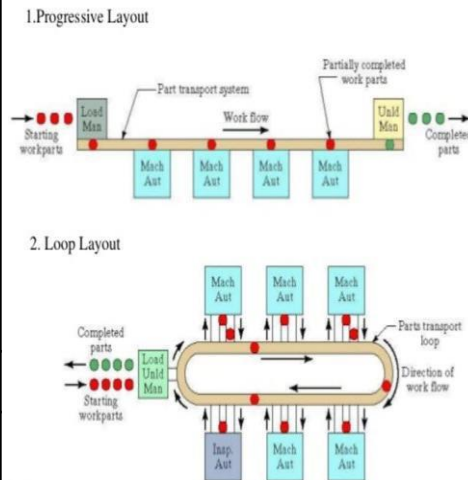 1.Progressive Layout
Partially completed
work parts
Part transport system
Load
Man
Work flow
Unld
Man
Starting
workparts
Completed
parts
Mach
Aut
Mach
Aut
Mach
Aut
Mach
Aut
2. Loop Layout
Mach
Aut
Mach
Aut
Mach
Aut
Completed
parts
Parts transport
loop
Load
Unld
Man
Direction of
work flow
Starting
workparts
Insp.
Aut
Mach
Aut
Mach
Aut